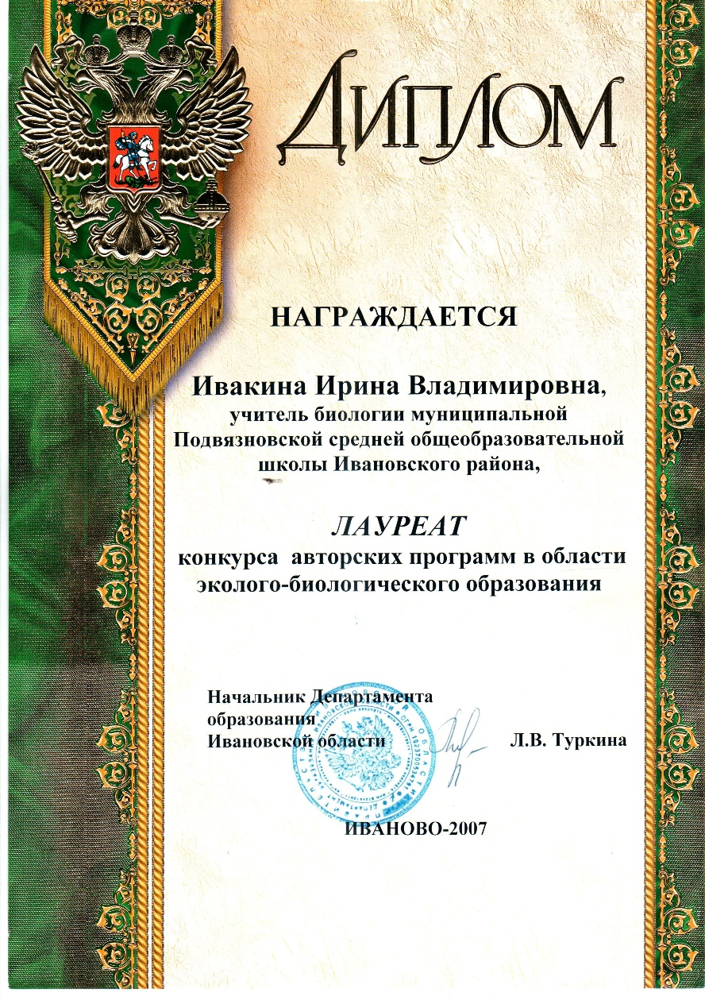 ДИПЛОМ
НАГРАЖДАЕТСЯ
Ивакина Ирина Владимировна,
учитель биологии муниципальной
Подвязновской средней общеобразовательной
школы Ивановского района,
ЛАУРЕАТ
конкурса авторских программ в области
эколого-биологического образования
Начальник Департамента
образования
Ивановской области
Л.В. Туркина
ИВАНОВО-2007